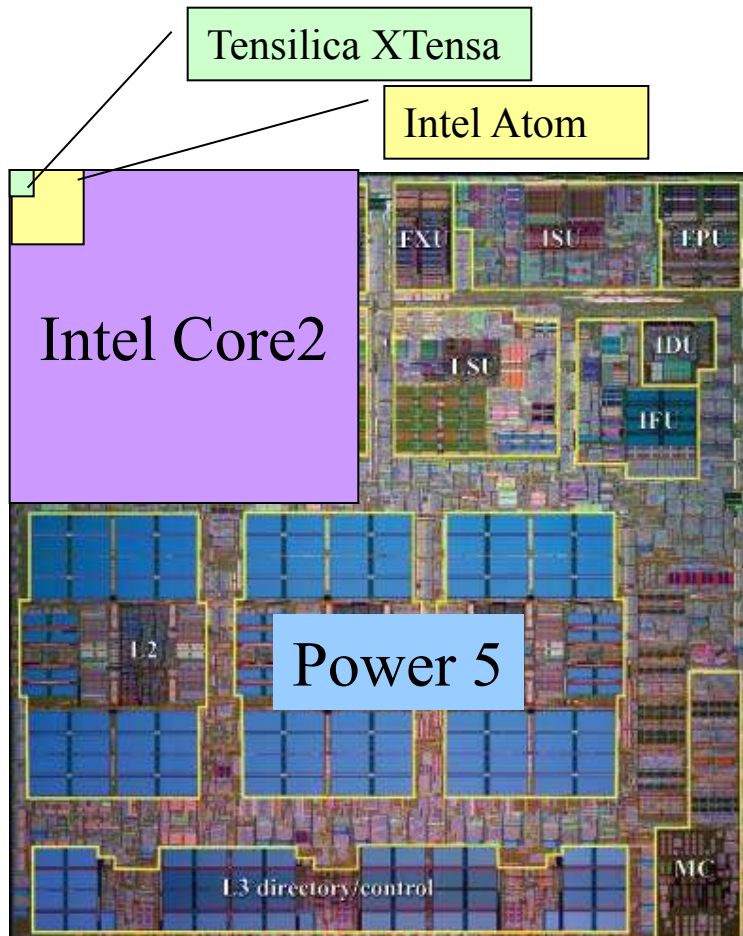 Tensilica XTensa
Intel Atom
FXU
ISU
FPU
Intel Core2
LSU
IDU
IFU
L2
Power 5
L3 directory/control
MC